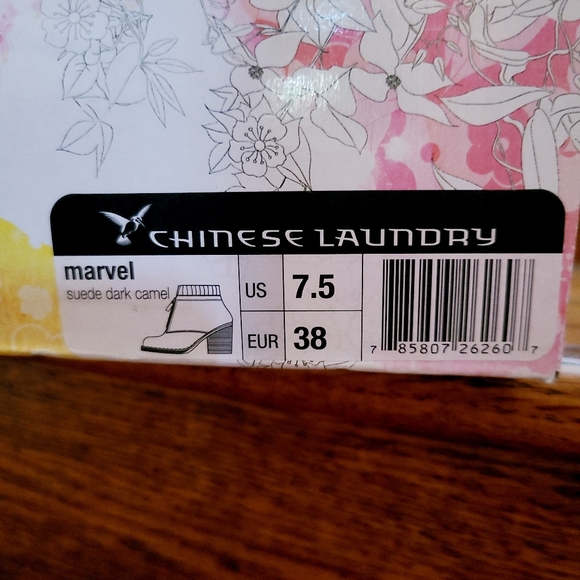 CHINESE LAUNDRY
marvel
suede dark camel
US 7.5
EUR 38
7 85807 26260 7